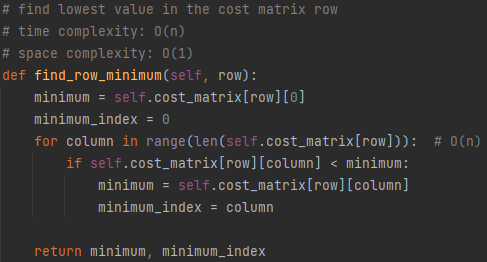 # find lowest value in the cost matrix row
# time complexity: O(n)
# space complexity: O(1)
def find_row_minimum(self, row):
    minimum = self.cost_matrix[row][0]
    minimum_index = 0
    for column in range(len(self.cost_matrix[row])):  # O(n)
        if self.cost_matrix[row][column] < minimum:
            minimum = self.cost_matrix[row][column]
            minimum_index = column

    return minimum, minimum_index